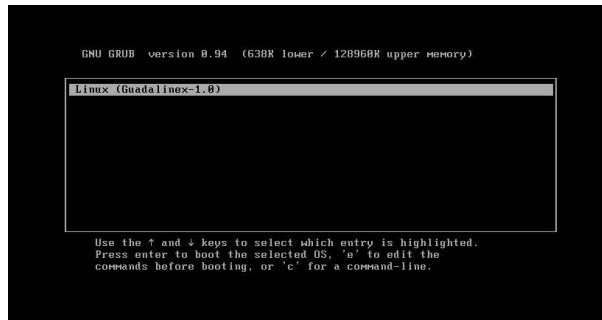 GNU GRUB version 0.94 (638K lower / 128960K upper memory)
Linux (Guadalinex-1.0)
Use the ↑ and ↓ keys to select which entry is highlighted.
Press enter to boot the selected OS, 'e' to edit the
commands before booting, or 'c' for a command-line.